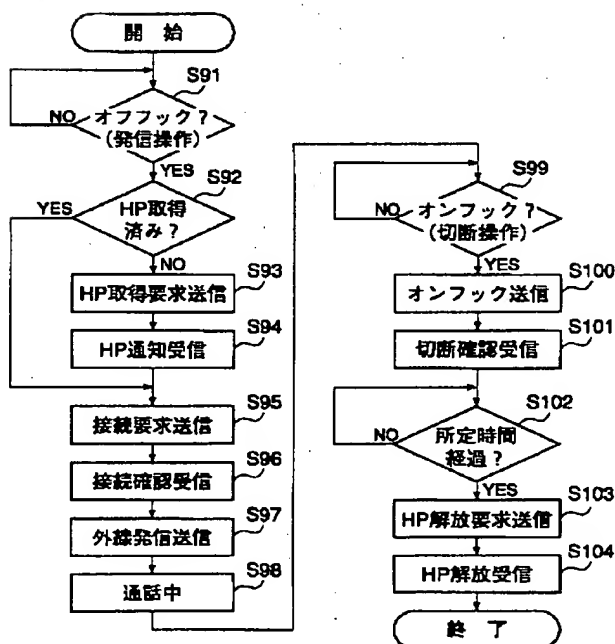 開 始
S91
NO
オフフック？
(発信操作)
YES
S92
YES
HP取得
済み？
NO
S93
HP取得要求送信
S94
HP通知受信
S95
接続要求送信
S96
接続確認受信
S97
外線発信送信
S98
通話中
S99
NO
オンフック？
(切断操作)
YES
S100
オンフック送信
S101
切断確認受信
S102
NO
所定時間
経過？
YES
S103
HP解放要求送信
S104
HP解放受信
終 了